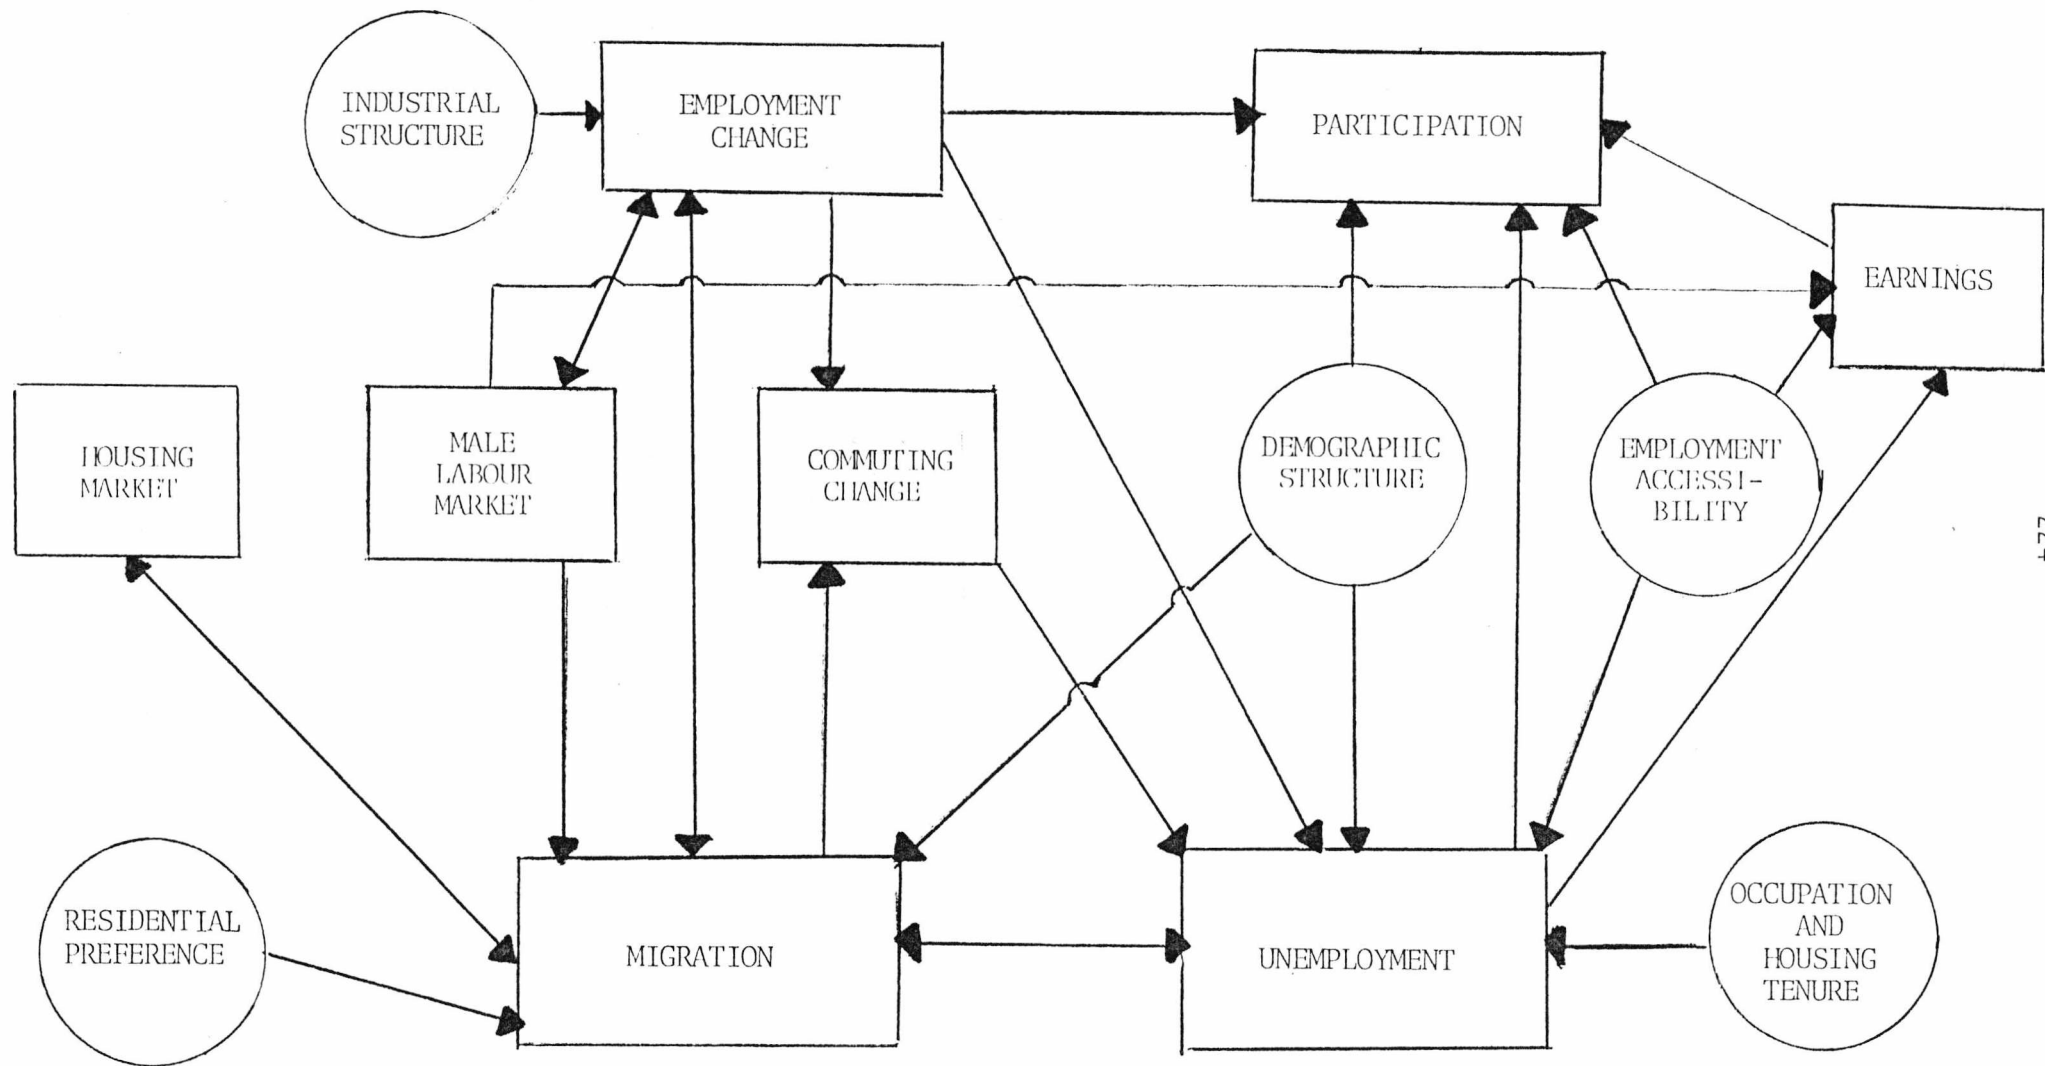 INDUSTRIAL
STRUCTURE
EMPLOYMENT
CHANGE
PARTICIPATION
EARNINGS
HOUSING
MARKET
MALE
LABOUR
MARKET
COMMUTING
CHANGE
DEMOGRAPHIC
STRUCTURE
EMPLOYMENT
ACCESSI-
BILITY
224
RESIDENTIAL
PREFERENCE
MIGRATION
UNEMPLOYMENT
OCCUPATION
AND
HOUSING
TENURE